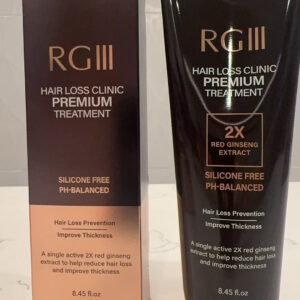 RGIII
HAIR LOSS CLINIC
PREMIUM
TREATMENT
SILICONE FREE
PH-BALANCED
Hair Loss Prevention
Improve Thickness
A single active 2X red ginseng
extract to help reduce hair loss
and improve thickness
8.45 fl.oz
RGIII
HAIR LOSS CLINIC
PREMIUM
TREATMENT
2X
RED GINSENG
EXTRACT
SILICONE FREE
PH-BALANCED
Hair Loss Prevention
Improve Thickness
A single active 2X red ginseng
extract to help reduce hair loss
and improve thickness
8.45 fl.oz